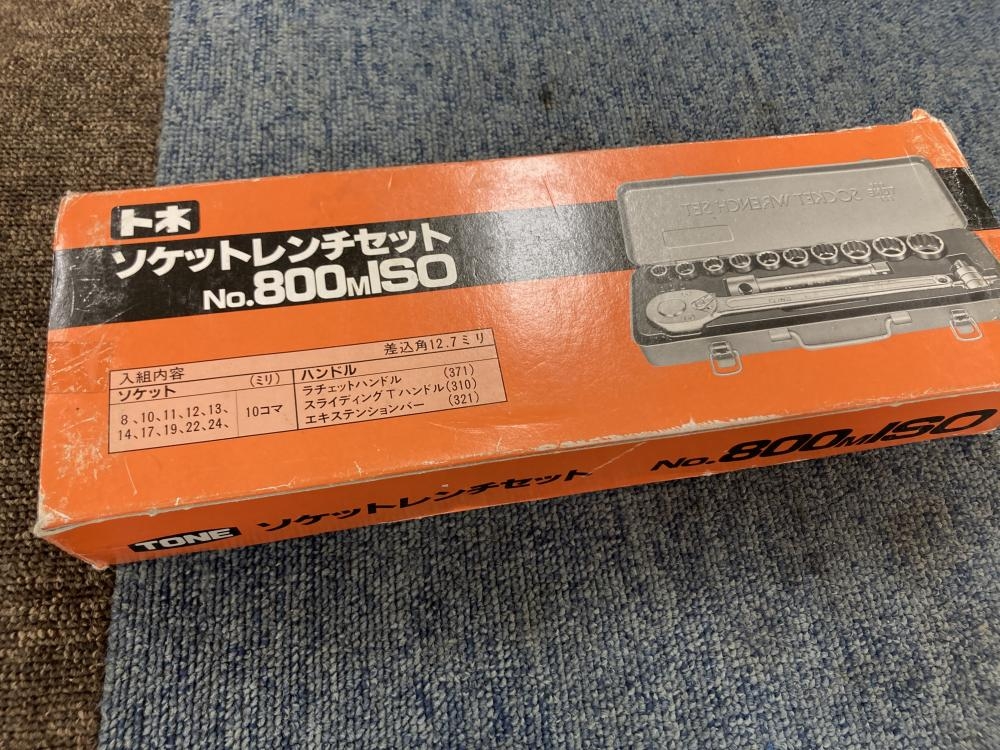 トネ
ソケットレンチセット
No.800MISO
差込角12.7ミリ
入組内容
ソケット (ミリ)
8、10、11、12、13、
14、17、19、22、24、
10コマ
ハンドル
ラチェットハンドル (371)
スライディングTハンドル(310)
エキステンションバー (321)
TONE SOCKET WRENCH SET
TONE ソケットレンチセット No.800MISO